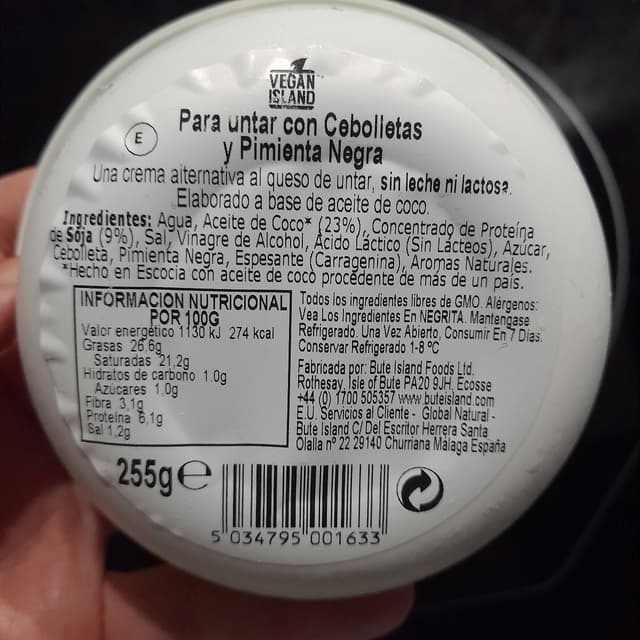 VEGAN
ISLAND
E
Para untar con Cebolletas
y Pimienta Negra
Una crema alternativa al queso de untar, sin leche ni lactosa.
Elaborado a base de aceite de coco.
Ingredientes: Agua, Aceite de Coco* (23%), Concentrado de Proteína
de Soja (9%), Sal, Vinagre de Alcohol, Ácido Láctico (Sin Lácteos), Azúcar,
Cebolleta, Pimienta Negra, Espesante (Carragenina), Aromas Naturales.
*Hecho en Escocia con aceite de coco procedente de más de un país.
INFORMACION NUTRICIONAL
POR 100G
Valor energético 1130 kJ 274 kcal
Grasas 26,6g
Saturadas 21,2g
Hidratos de carbono 1.0g
Azúcares 1,0g
Fibra 3,1g
Proteina 6,1g
Sal 1,2g
Todos los ingredientes libres de GMO. Alérgenos:
Vea Los Ingredientes En NEGRITA. Mantengase
Refrigerado. Una Vez Abierto, Consumir En 7 Dias.
Conservar Refrigerado 1-8 ºC
Fabricada por: Bute Island Foods Ltd,
Rothesay, Isle of Bute PA20 9JH, Ecosse
+44 (0) 1700 505357 www.buteisland.com
E.U. Servicios al Cliente - Global Natural -
Bute Island C/ Del Escritor Herrera Santa
Olalla nº 22 29140 Churriana Malaga España
255g e
5 034795 001633